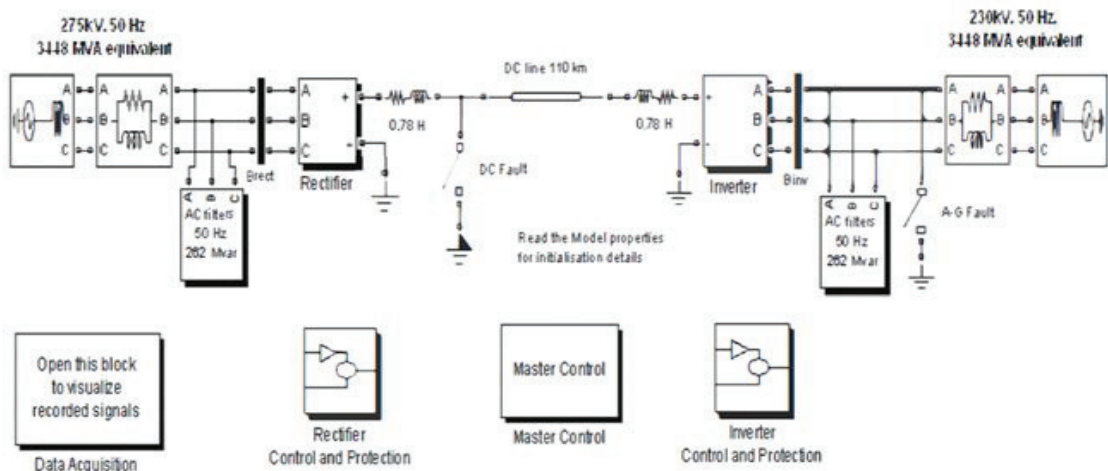 275kV. 50 Hz
3448 MVA equivalent
230kV. 50 Hz.
3448 MVA equivalent
DC line 110 km
A
B
C
A
B
C
A
B
C
+
-
0,78 H
0,78 H
+
-
A
B
C
A
B
C
A
B
C
Brect
Rectifier
DC Fault
Inverter
Binv
A B C
AC filters
50 Hz
262 Mvar
Read the Model properties
for initialisation details
A B C
AC filters
50 Hz
262 Mvar
A-G Fault
Open this block
to visualize
recorded signals
Data Acquisition
Rectifier
Control and Protection
Master Control
Master Control
Inverter
Control and Protection